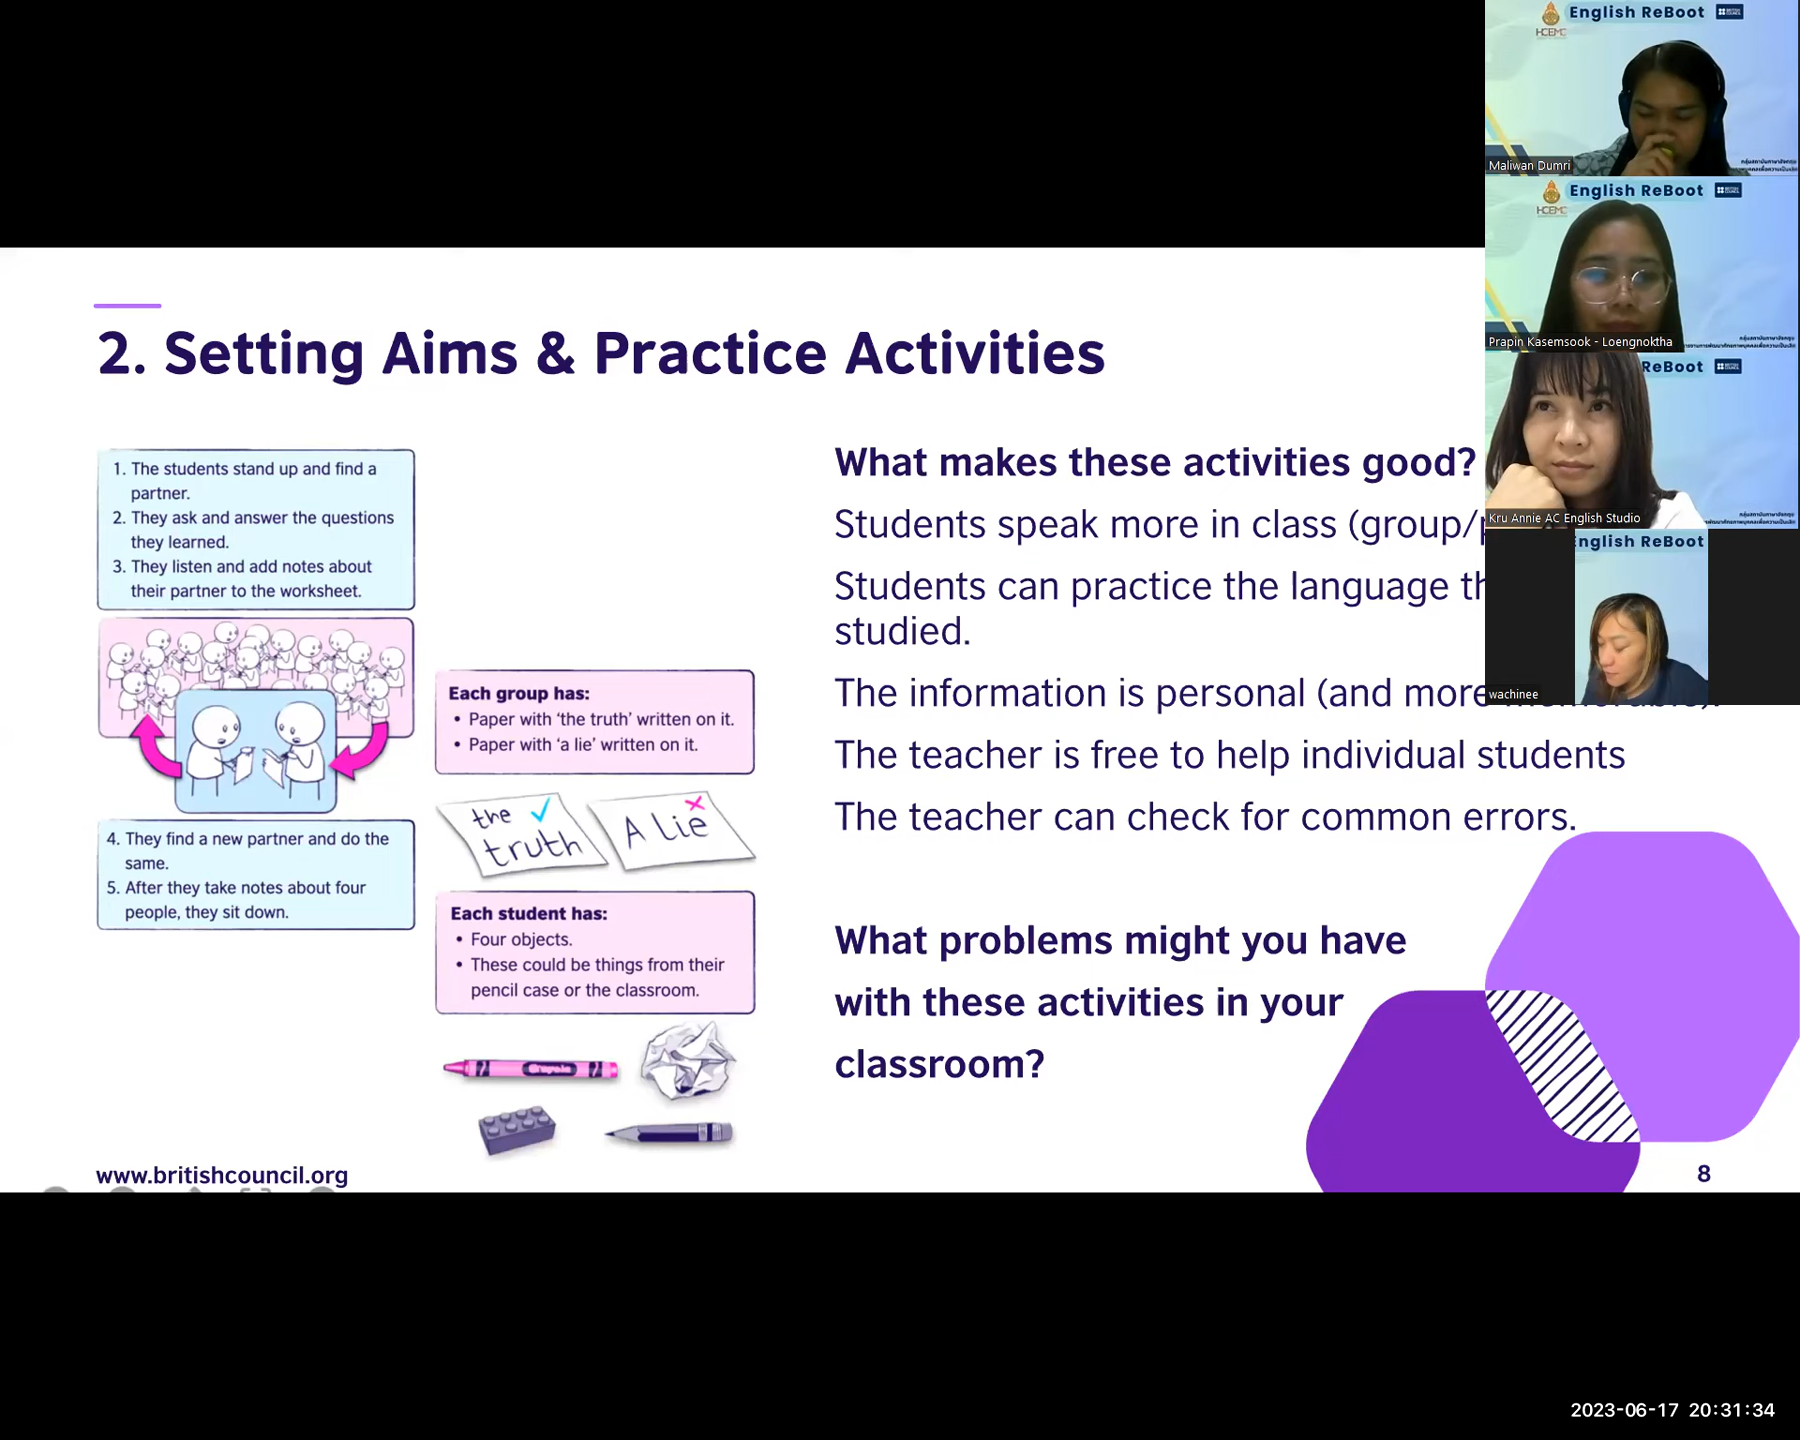 2. Setting Aims & Practice Activities
1. The students stand up and find a
partner.
2. They ask and answer the questions
they learned.
3. They listen and add notes about
their partner to the worksheet.
4. They find a new partner and do the
same.
5. After they take notes about four
people, they sit down.
Each group has:
• Paper with 'the truth' written on it.
• Paper with 'a lie' written on it.
the
truth
A Lie
Each student has:
• Four objects.
• These could be things from their
pencil case or the classroom.
Crayola
What makes these activities good?
Students speak more in class (group/
Students can practice the language
studied.
The information is personal (and more
The teacher is free to help individual students
The teacher can check for common errors.
What problems might you have
with these activities in your
classroom?
www.britishcouncil.org
8
English ReBoot
HCEMC
Maliwan Dumri
English ReBoot
HCEMC
Prapin Kasemsook - Loengnoktha
ReBoot
Kru Annie AC English Studio
English ReBoot
wachinee
2023-06-17 20:31:34